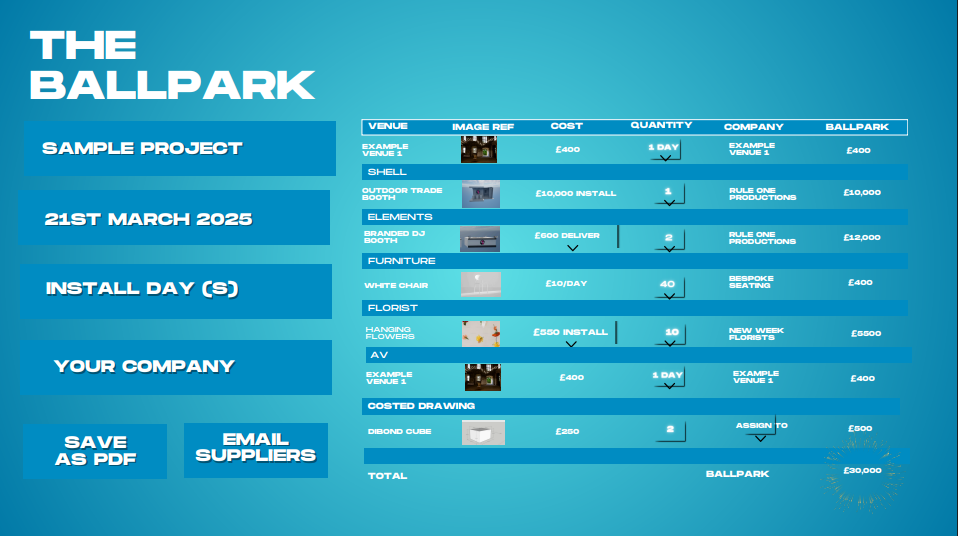 THE
BALLPARK
SAMPLE PROJECT
21ST MARCH 2025
INSTALL DAY (S)
YOUR COMPANY
SAVE
AS PDF
EMAIL
SUPPLIERS
VENUE IMAGE REF COST QUANTITY COMPANY BALLPARK
EXAMPLE
VENUE 1
£400
1 DAY
EXAMPLE
VENUE 1
£400
SHELL
OUTDOOR TRADE
BOOTH
£10,000 INSTALL
1
RULE ONE
PRODUCTIONS
£10,000
ELEMENTS
BRANDED DJ
BOOTH
£600 DELIVER
2
RULE ONE
PRODUCTIONS
£12,000
FURNITURE
WHITE CHAIR
£10/DAY
40
BESPOKE
SEATING
£400
FLORIST
HANGING
FLOWERS
£550 INSTALL
10
NEW WEEK
FLORISTS
£5500
AV
EXAMPLE
VENUE 1
£400
1 DAY
EXAMPLE
VENUE 1
£400
COSTED DRAWING
DIBOND CUBE
£250
2
ASSIGN TO
£500
TOTAL
BALLPARK
£30,000